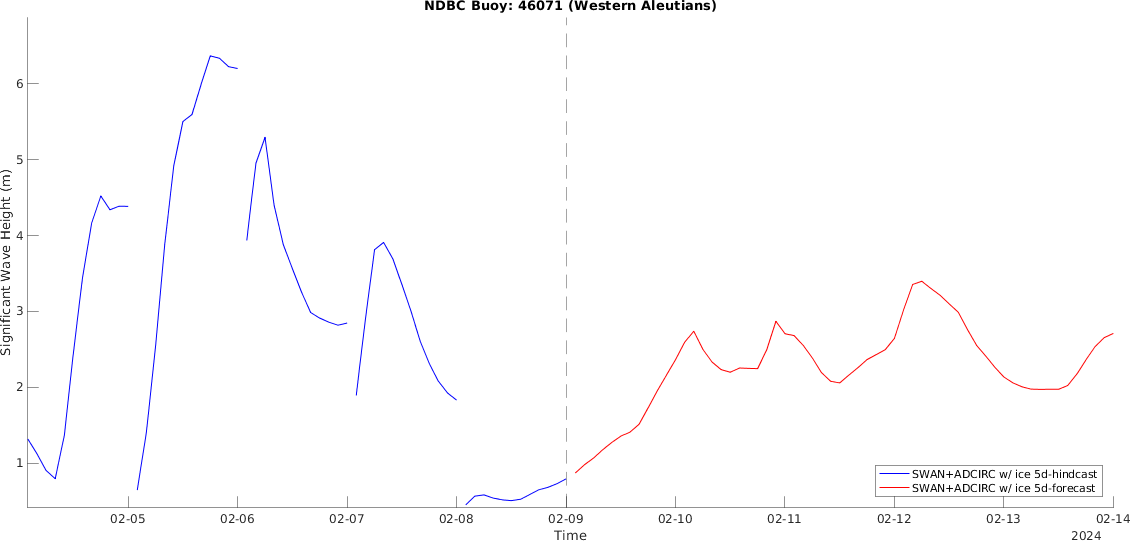 NDBC Buoy: 46071 (Western Aleutians)
Significant Wave Height (m)
6
5
4
3
2
1
SWAN+ADCIRC w/ ice 5d-hindcast
SWAN+ADCIRC w/ ice 5d-forecast
02-05 02-06 02-07 02-08 02-09 02-10 02-11 02-12 02-13 02-14
Time
2024